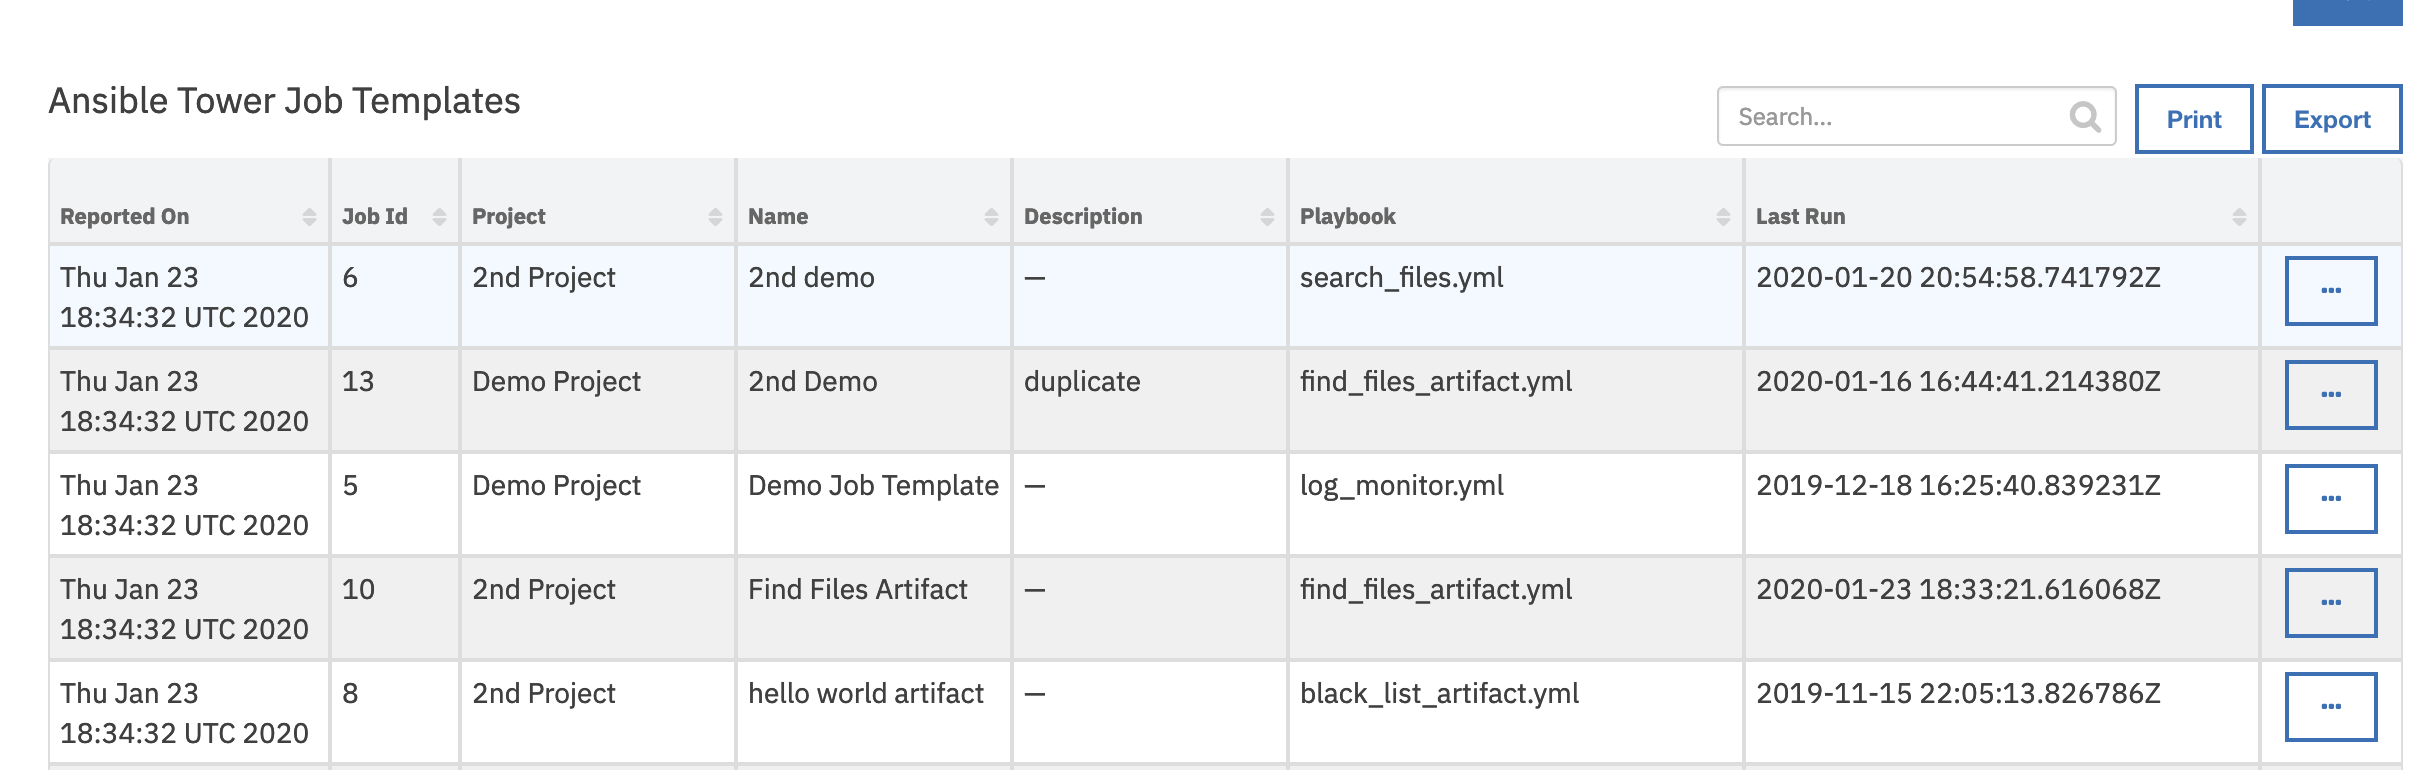 Ansible Tower Job Templates
Search...
Print
Export
Reported On Job Id Project Name Description Playbook Last Run
Thu Jan 23 6 2nd Project 2nd demo — search_files.yml 2020-01-20 20:54:58.741792Z ...
18:34:32 UTC 2020
Thu Jan 23 13 Demo Project 2nd Demo duplicate find_files_artifact.yml 2020-01-16 16:44:41.214380Z ...
18:34:32 UTC 2020
Thu Jan 23 5 Demo Project Demo Job Template — log_monitor.yml 2019-12-18 16:25:40.839231Z ...
18:34:32 UTC 2020
Thu Jan 23 10 2nd Project Find Files Artifact — find_files_artifact.yml 2020-01-23 18:33:21.616068Z ...
18:34:32 UTC 2020
Thu Jan 23 8 2nd Project hello world artifact — black_list_artifact.yml 2019-11-15 22:05:13.826786Z ...
18:34:32 UTC 2020